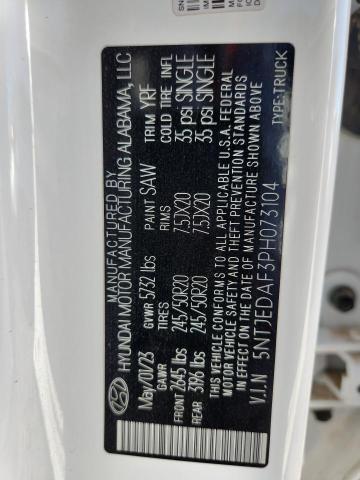 HYUNDAI MOTOR MANUFACTURING ALABAMA, LLC
May/01/23 GVWR 5732 lbs PAINT SAW TRIM YRF
GAWR TIRES RIMS COLD TIRE INFL
FRONT 2645 lbs 245/50R20 7.5JX20 35 psi SINGLE
REAR 3196 lbs 245/50R20 7.5JX20 35 psi SINGLE
THIS VEHICLE CONFORMS TO ALL APPLICABLE U.S.A. FEDERAL
MOTOR VEHICLE SAFETY AND THEFT PREVENTION STANDARDS
IN EFFECT ON THE DATE OF MANUFACTURE SHOWN ABOVE
V.I.N 5NTJEDAF3PH073104 TYPE:TRUCK